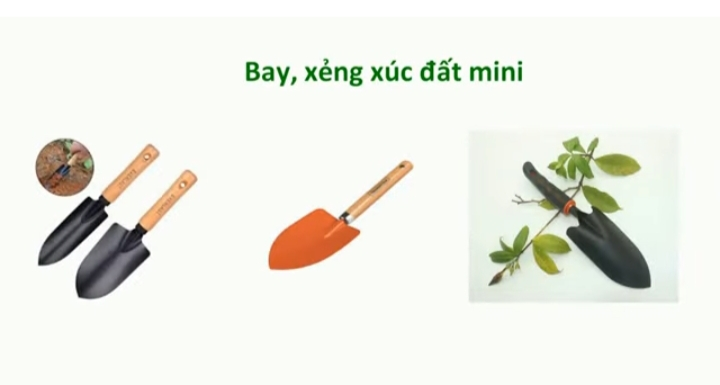 Bay, xẻng xúc đất mini